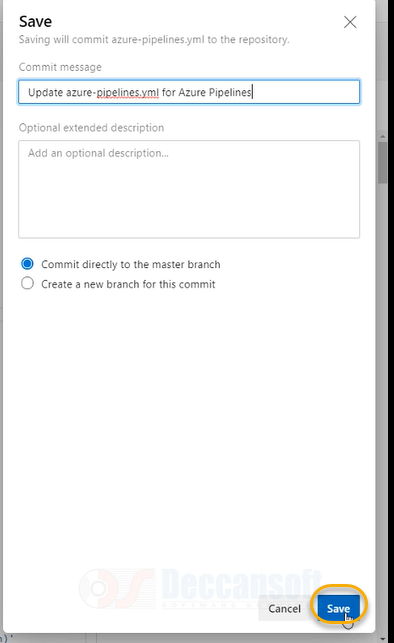 Save
Saving will commit azure-pipelines.yml to the repository.
Commit message
Update azure-pipelines.yml for Azure Pipelines
Optional extended description
Add an optional description...
Commit directly to the master branch
Create a new branch for this commit
Deccansoft
Cancel
Save